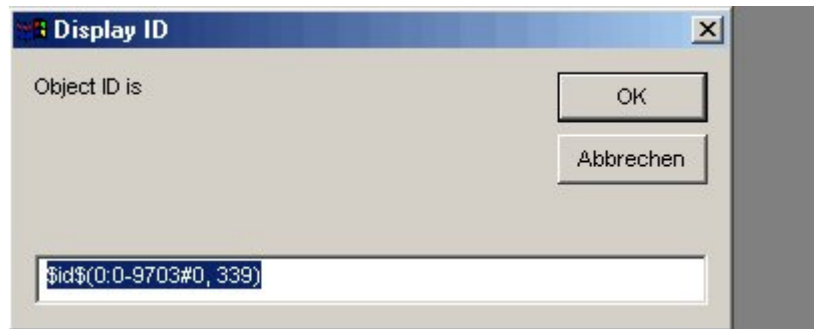 Display ID
Object ID is
OK
Abbrechen
$id$(0:0-9703#0, 339)